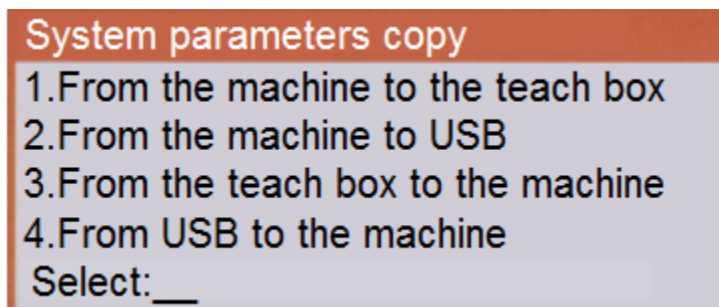 System parameters copy
1.From the machine to the teach box
2.From the machine to USB
3.From the teach box to the machine
4.From USB to the machine
Select:__